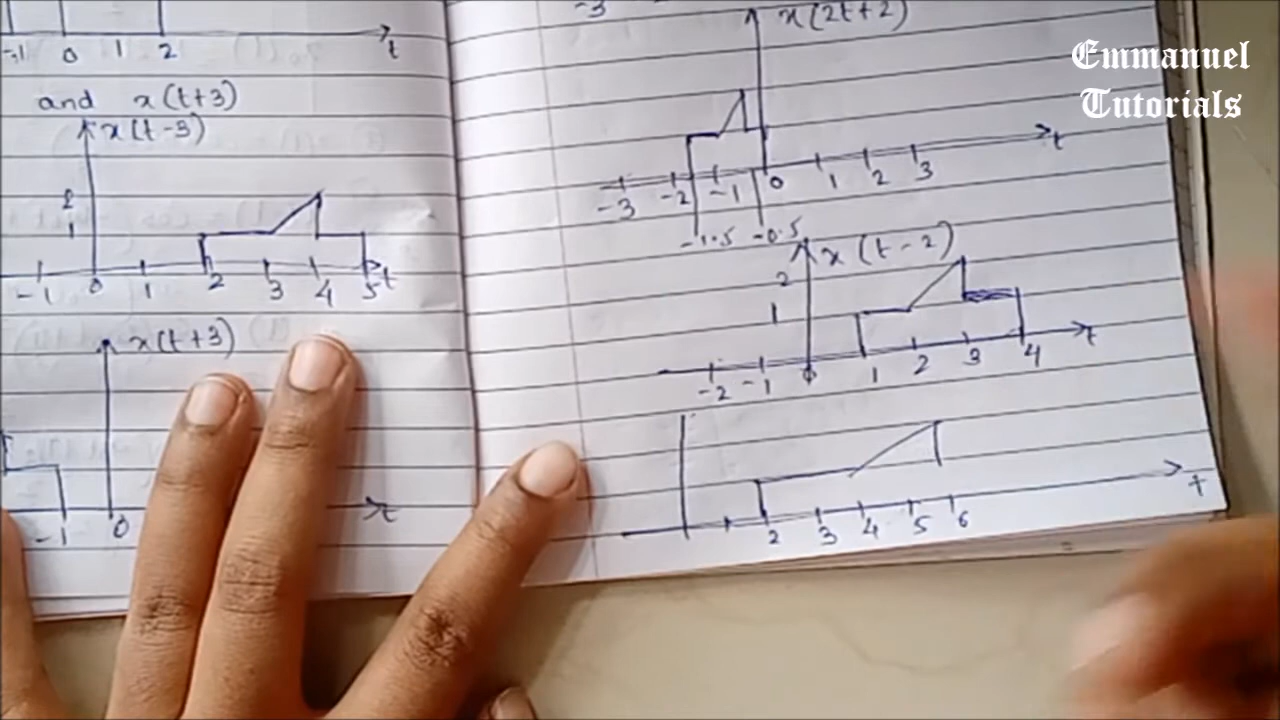 -1 0 1 2 t
and x(t+3)
x(t-3)
2
1
-1 0 1 2 3 4 5 t
x(t+3)
-1 0 t
-3
x(2t+2)
-3 -2 -1 0 1 2 3 t
-1.5 -0.5
x(t-2)
2
1
-2 -1 0 1 2 3 4 t
2 3 4 5 6 t
Emmanuel
Tutorials